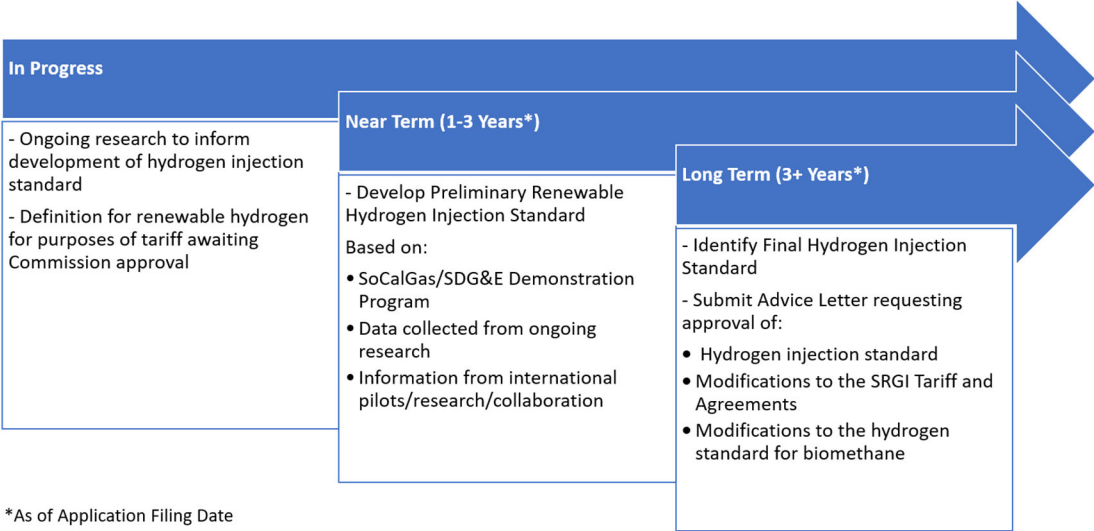 In Progress
- Ongoing research to inform
development of hydrogen injection
standard
- Definition for renewable hydrogen
for purposes of tariff awaiting
Commission approval
Near Term (1-3 Years*)
- Develop Preliminary Renewable
Hydrogen Injection Standard
Based on:
• SoCalGas/SDG&E Demonstration
Program
• Data collected from ongoing
research
• Information from international
pilots/research/collaboration
Long Term (3+ Years*)
- Identify Final Hydrogen Injection
Standard
- Submit Advice Letter requesting
approval of:
• Hydrogen injection standard
• Modifications to the SRGI Tariff and
Agreements
• Modifications to the hydrogen
standard for biomethane
*As of Application Filing Date